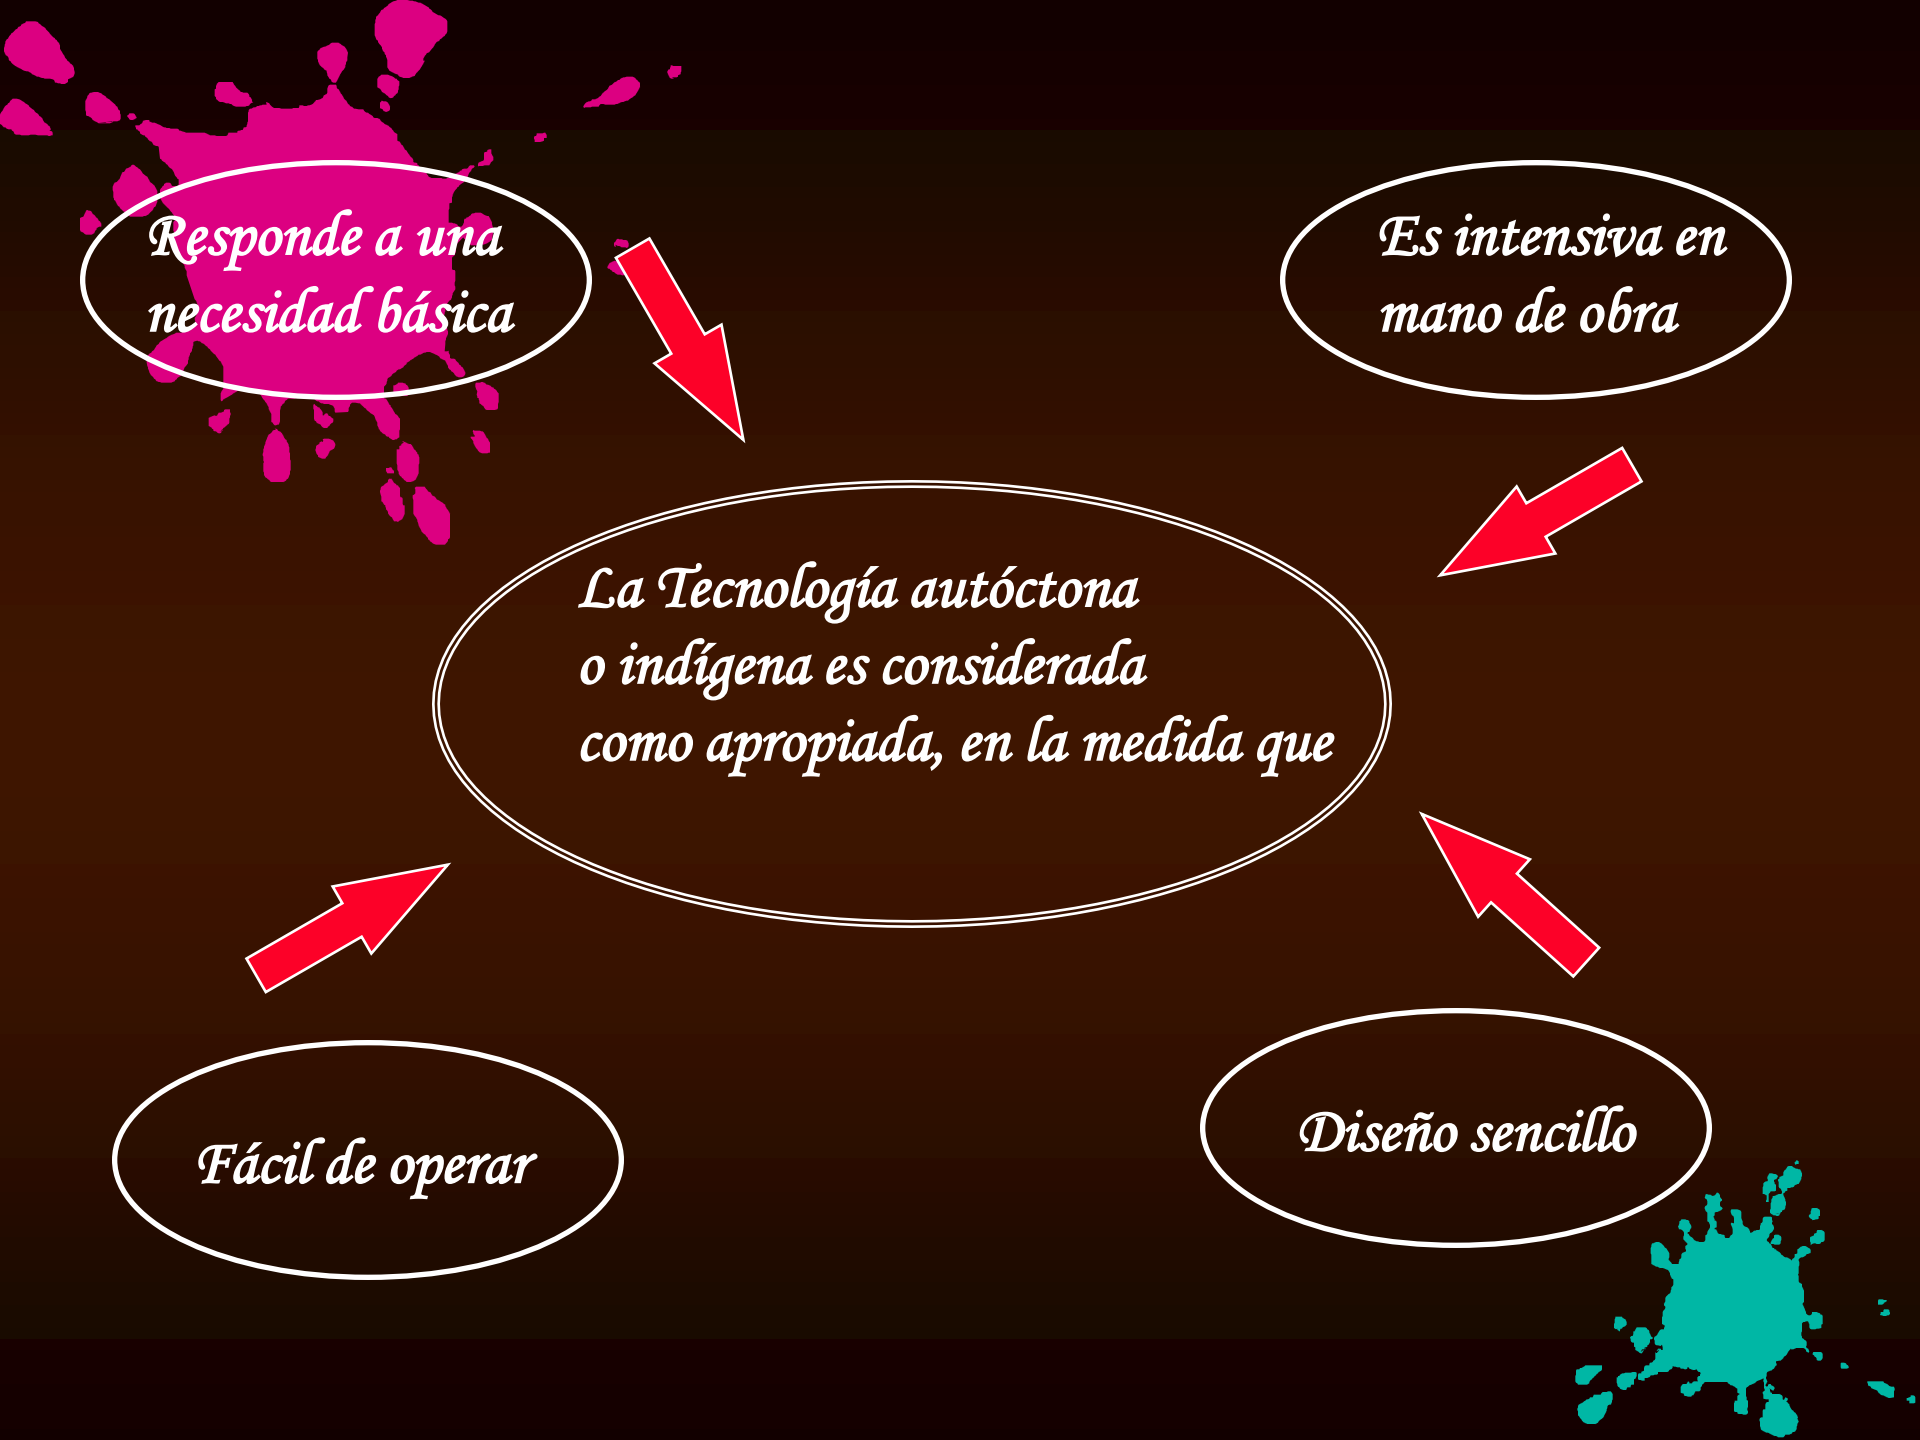 Responde a una
necesidad básica
Es intensiva en
mano de obra
La Tecnología autóctona
o indígena es considerada
como apropiada, en la medida que
Fácil de operar
Diseño sencillo